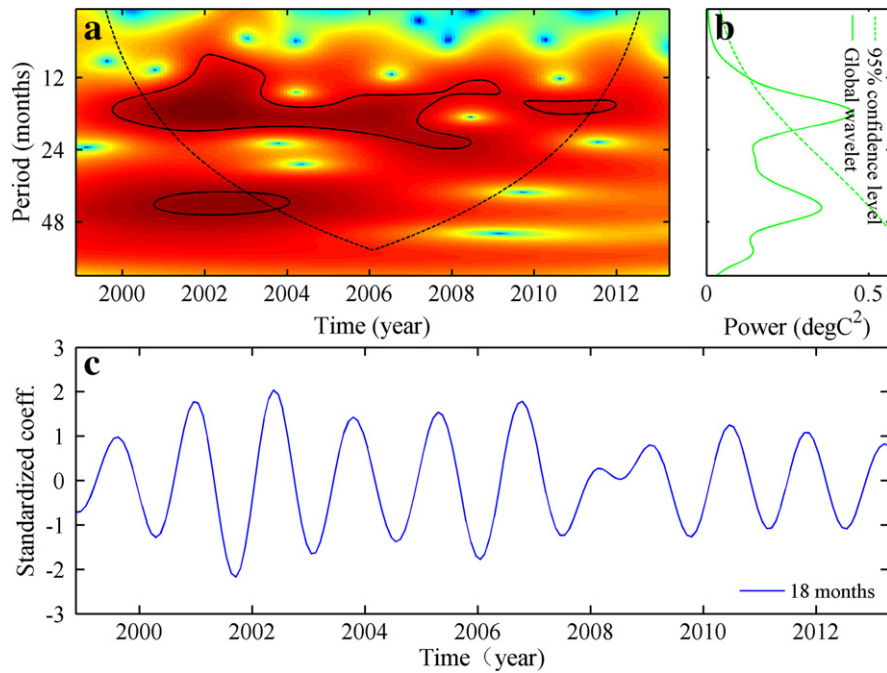 a
Period (months)
12
24
48
2000
2002
2004
2006
2008
2010
2012
Time (year)
b
95% confidence level
Global wavelet
0
0.5
Power (degC²)
c
Standardized coeff.
3
2
1
0
-1
-2
-3
18 months
2000
2002
2004
2006
2008
2010
2012
Time（year)